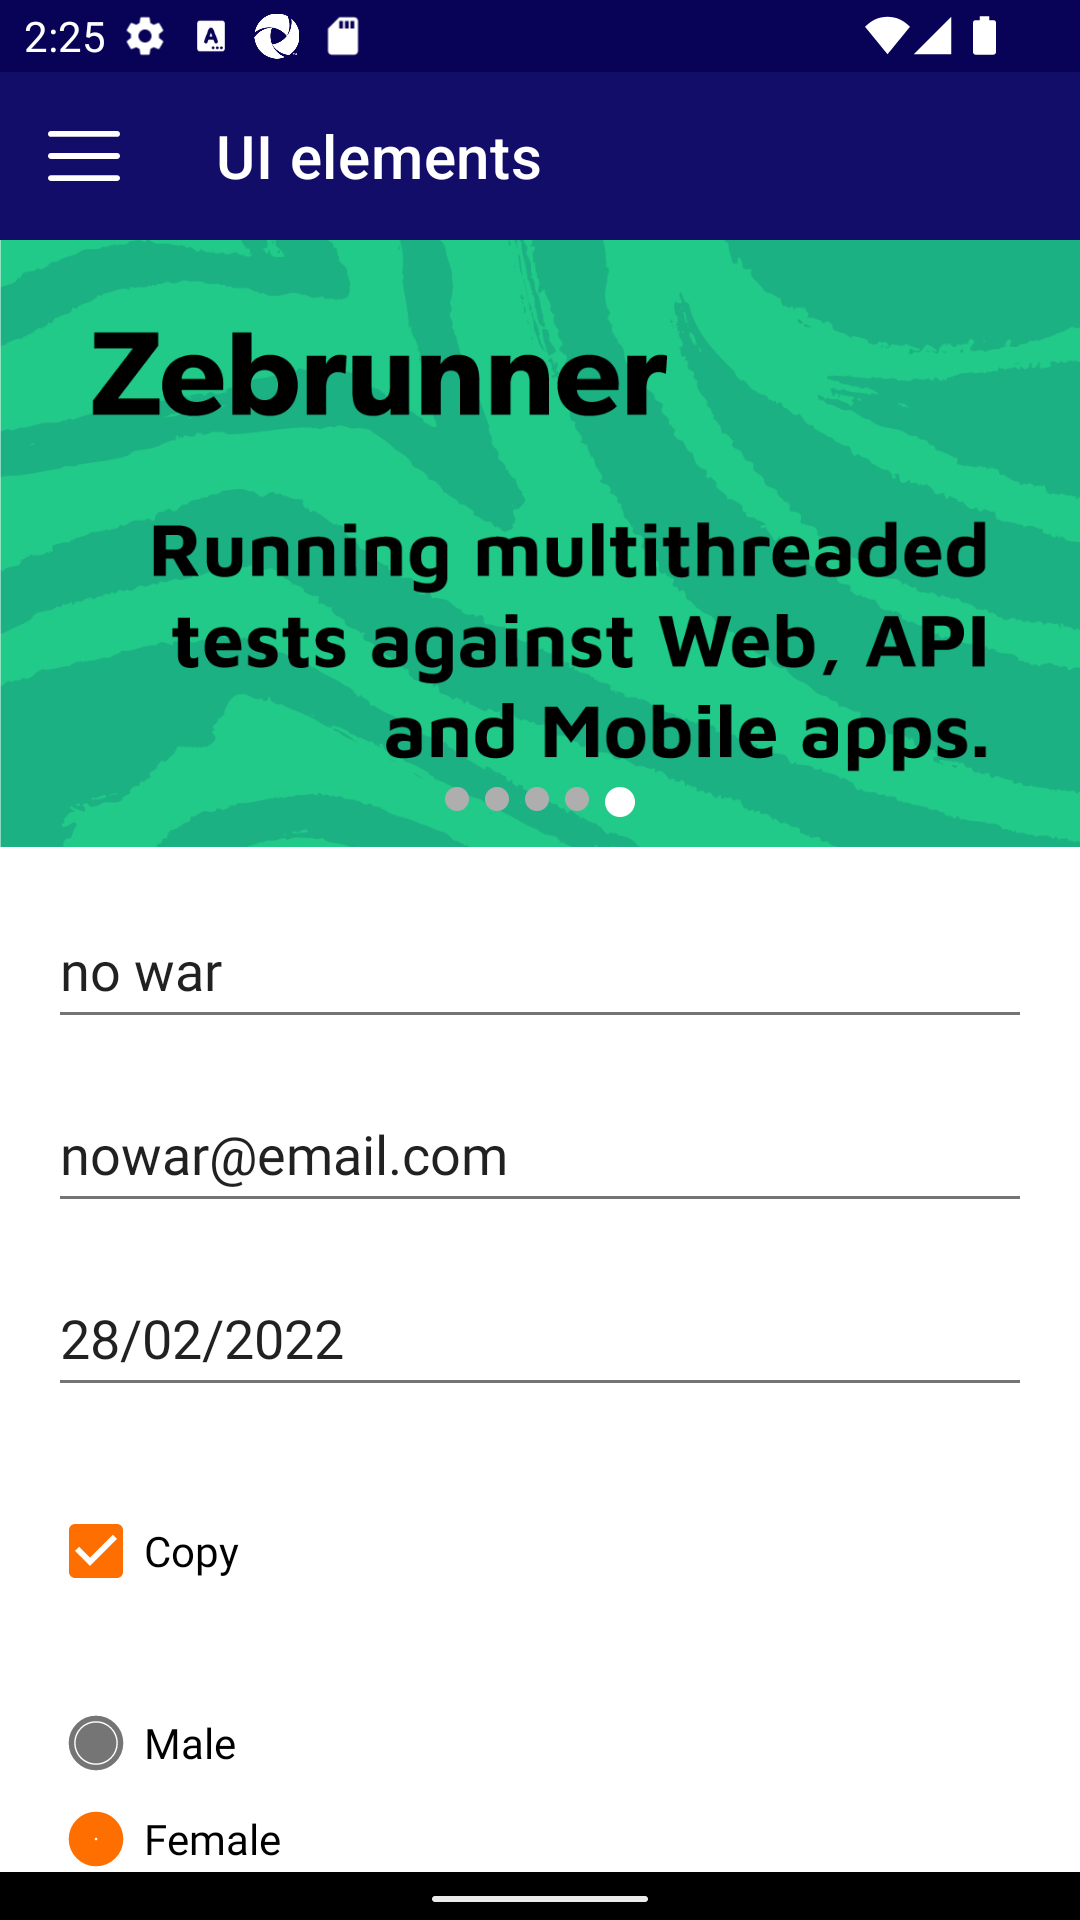 2:25
UI elements
Zebrunner
Running multithreaded
tests against Web, API
and Mobile apps.
no war
nowar@email.com
28/02/2022
Copy
Male
Female